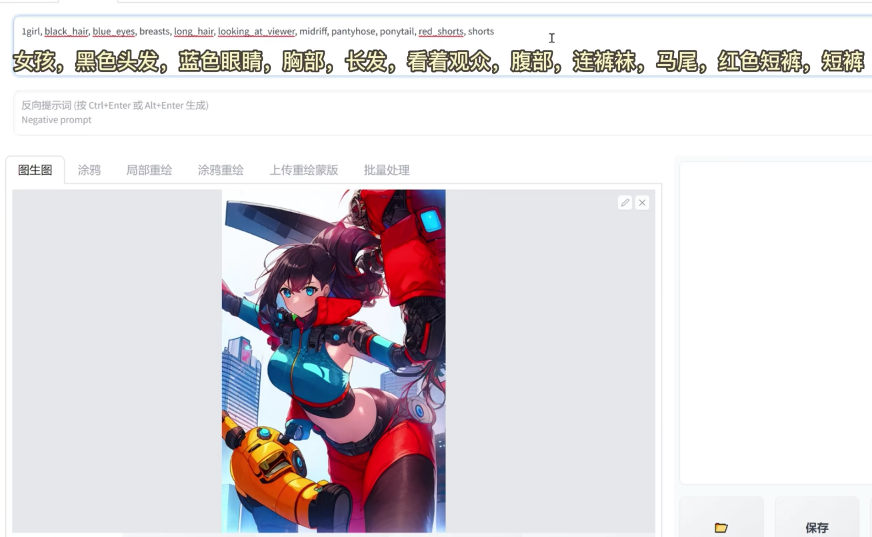 1girl, black_hair, blue_eyes, breasts, long_hair, looking_at_viewer, midriff, pantyhose, ponytail, red_shorts, shorts
女孩，黑色头发，蓝色眼睛，胸部，长发，看着观众，腹部，连裤袜，马尾，红色短裤，短裤
反向提示词 (按 Ctrl+Enter 或 Alt+Enter 生成)
Negative prompt
图生图 涂鸦 局部重绘 涂鸦重绘 上传重绘蒙版 批量处理
保存